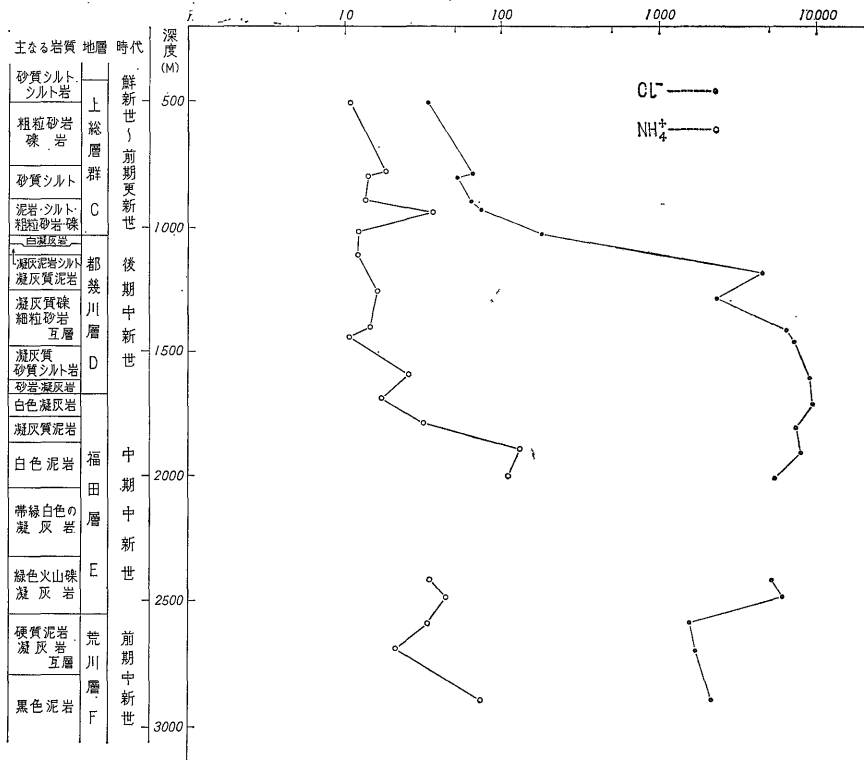 1 10 100 1000 10000
主なる岩質 地層 時代 深度(M)
砂質シルト.
シルト岩
粗粒砂岩
礫岩
砂質シルト
泥岩・シルト・
粗粒砂岩・礫
白凝灰岩
凝灰泥岩シルト
凝灰質泥岩
凝灰質礫
細粒砂岩
互層
凝灰質
砂質シルト岩
砂岩・凝灰岩
白色凝灰岩
凝灰質泥岩
白色泥岩
帯緑白色の
凝灰岩
緑色火山礫
凝灰岩
硬質泥岩
凝灰岩
互層
黒色泥岩
上総層群 C
都幾川層 D
福田層 E
荒川層 F
鮮新世~前期更新世
後期中新世
中期中新世
前期中新世
500
1000
1500
2000
2500
3000
Cl⁻
NH₄⁺